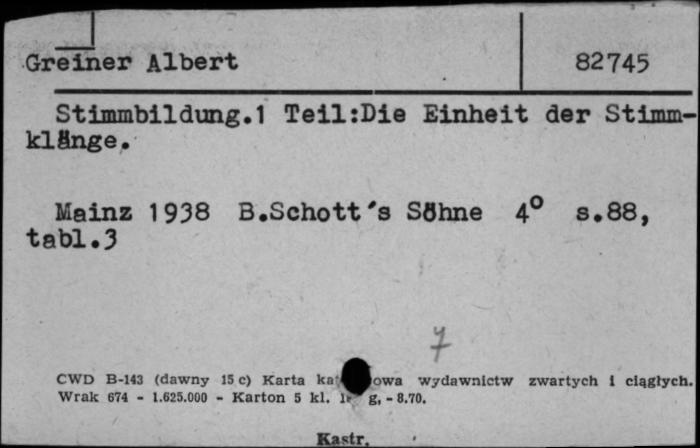 Greiner Albert 82745
Stimmbildung.1 Teil:Die Einheit der Stimm-
klänge.
Mainz 1938 B.Schott's Söhne 4° s.88,
tabl.3
7
CWD B-143 (dawny 15 c) Karta ka owa wydawnictw zwartych i ciągłych.
Wrak 674 - 1.625.000 - Karton 5 kl. g, - 8.70.
Kastr.